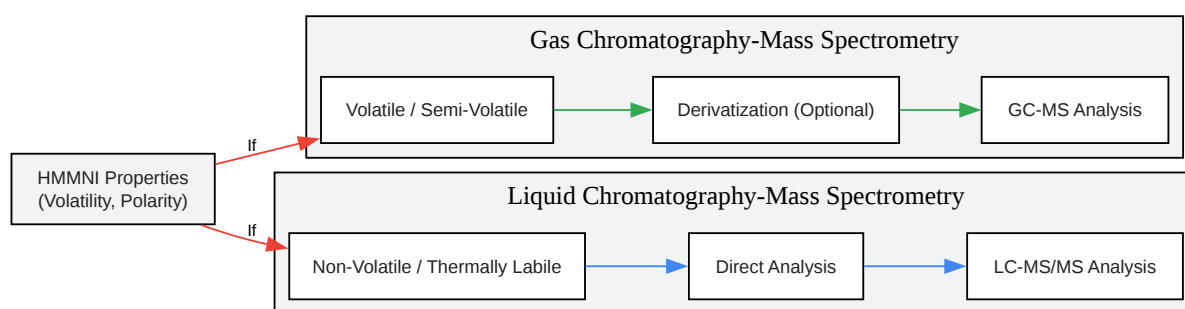 Gas Chromatography-Mass Spectrometry
Volatile / Semi-Volatile
Derivatization (Optional)
GC-MS Analysis
If
HMMNI Properties
(Volatility, Polarity)
If
Liquid Chromatography-Mass Spectrometry
Non-Volatile / Thermally Labile
Direct Analysis
LC-MS/MS Analysis